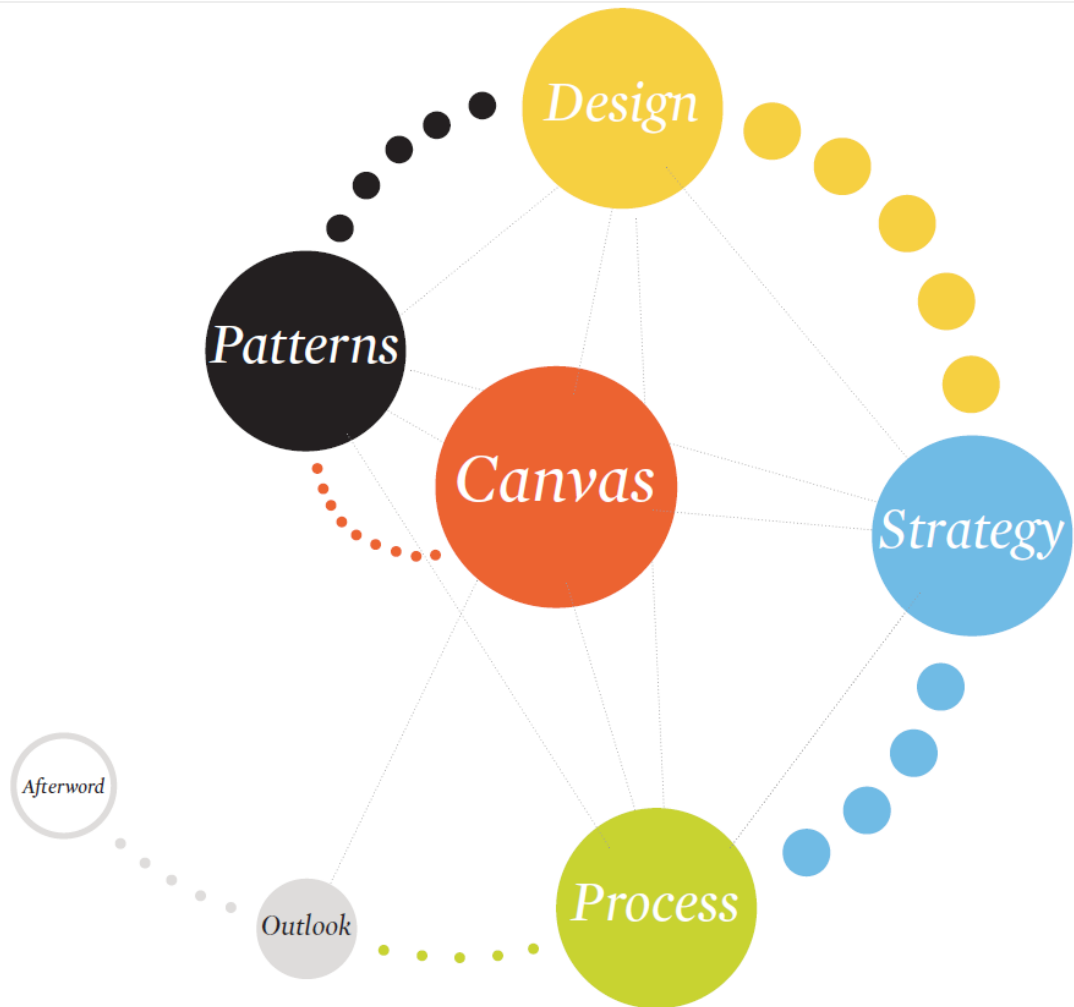 Design
Patterns
Canvas
Strategy
Afterword
Process
Outlook